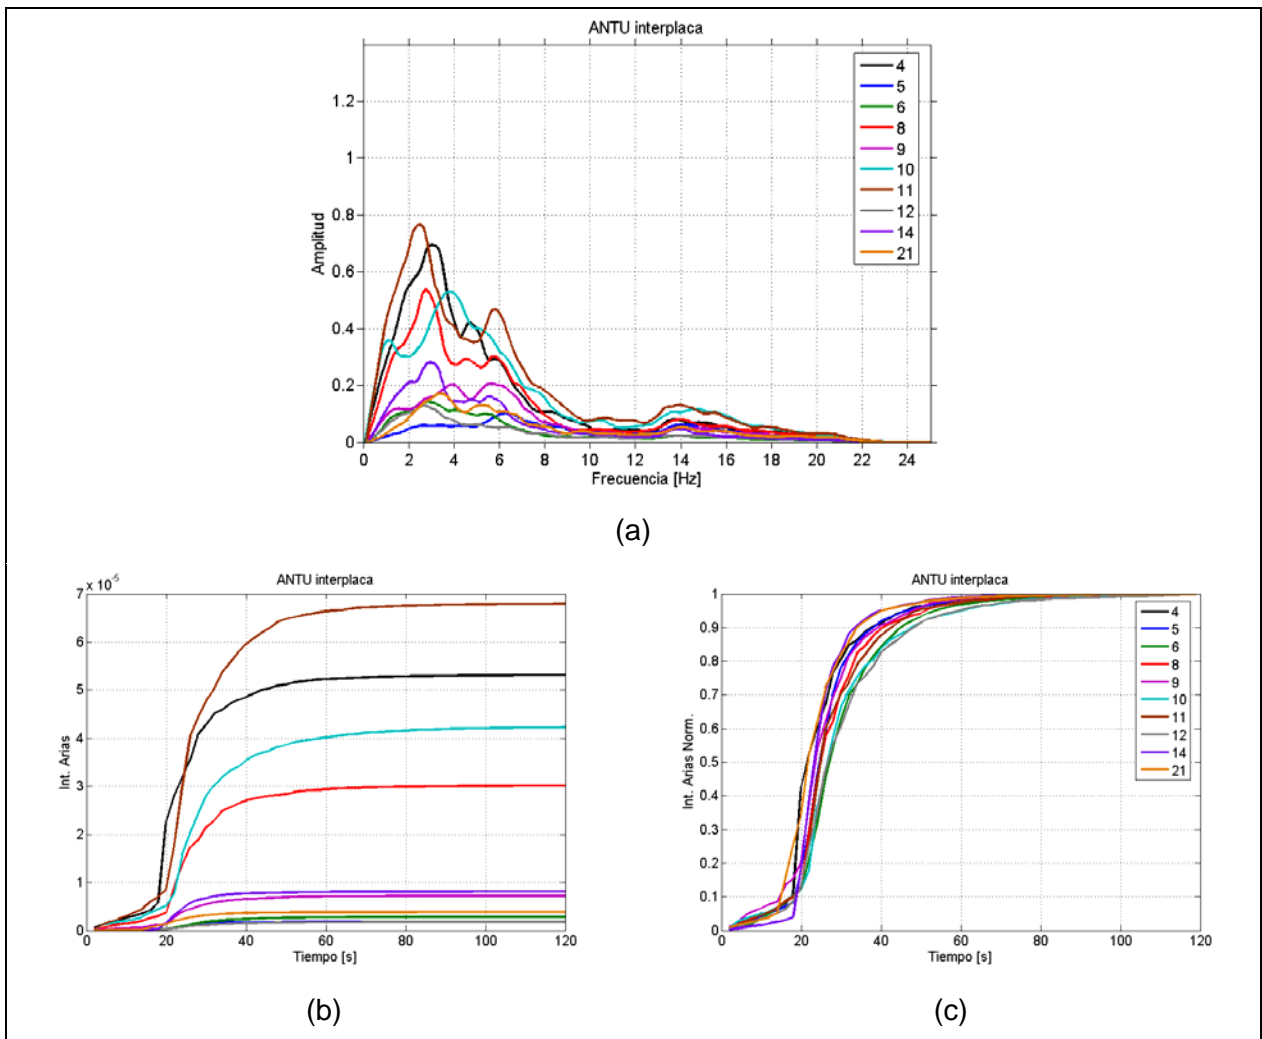 ANTU interplaca
1.2
1
0.8
0.6
0.4
0.2
0
0 2 4 6 8 10 12 14 16 18 20 22 24
Amplitud
Frecuencia [Hz]
4
5
6
8
9
10
11
12
14
21
(a)
ANTU interplaca
7 x 10^-5
6
5
4
3
2
1
0
0 20 40 60 80 100 120
Int. Arias
Tiempo [s]
(b)
ANTU interplaca
1
0.9
0.8
0.7
0.6
0.5
0.4
0.3
0.2
0.1
0
0 20 40 60 80 100 120
Int. Arias Norm.
Tiempo [s]
4
5
6
8
9
10
11
12
14
21
(c)